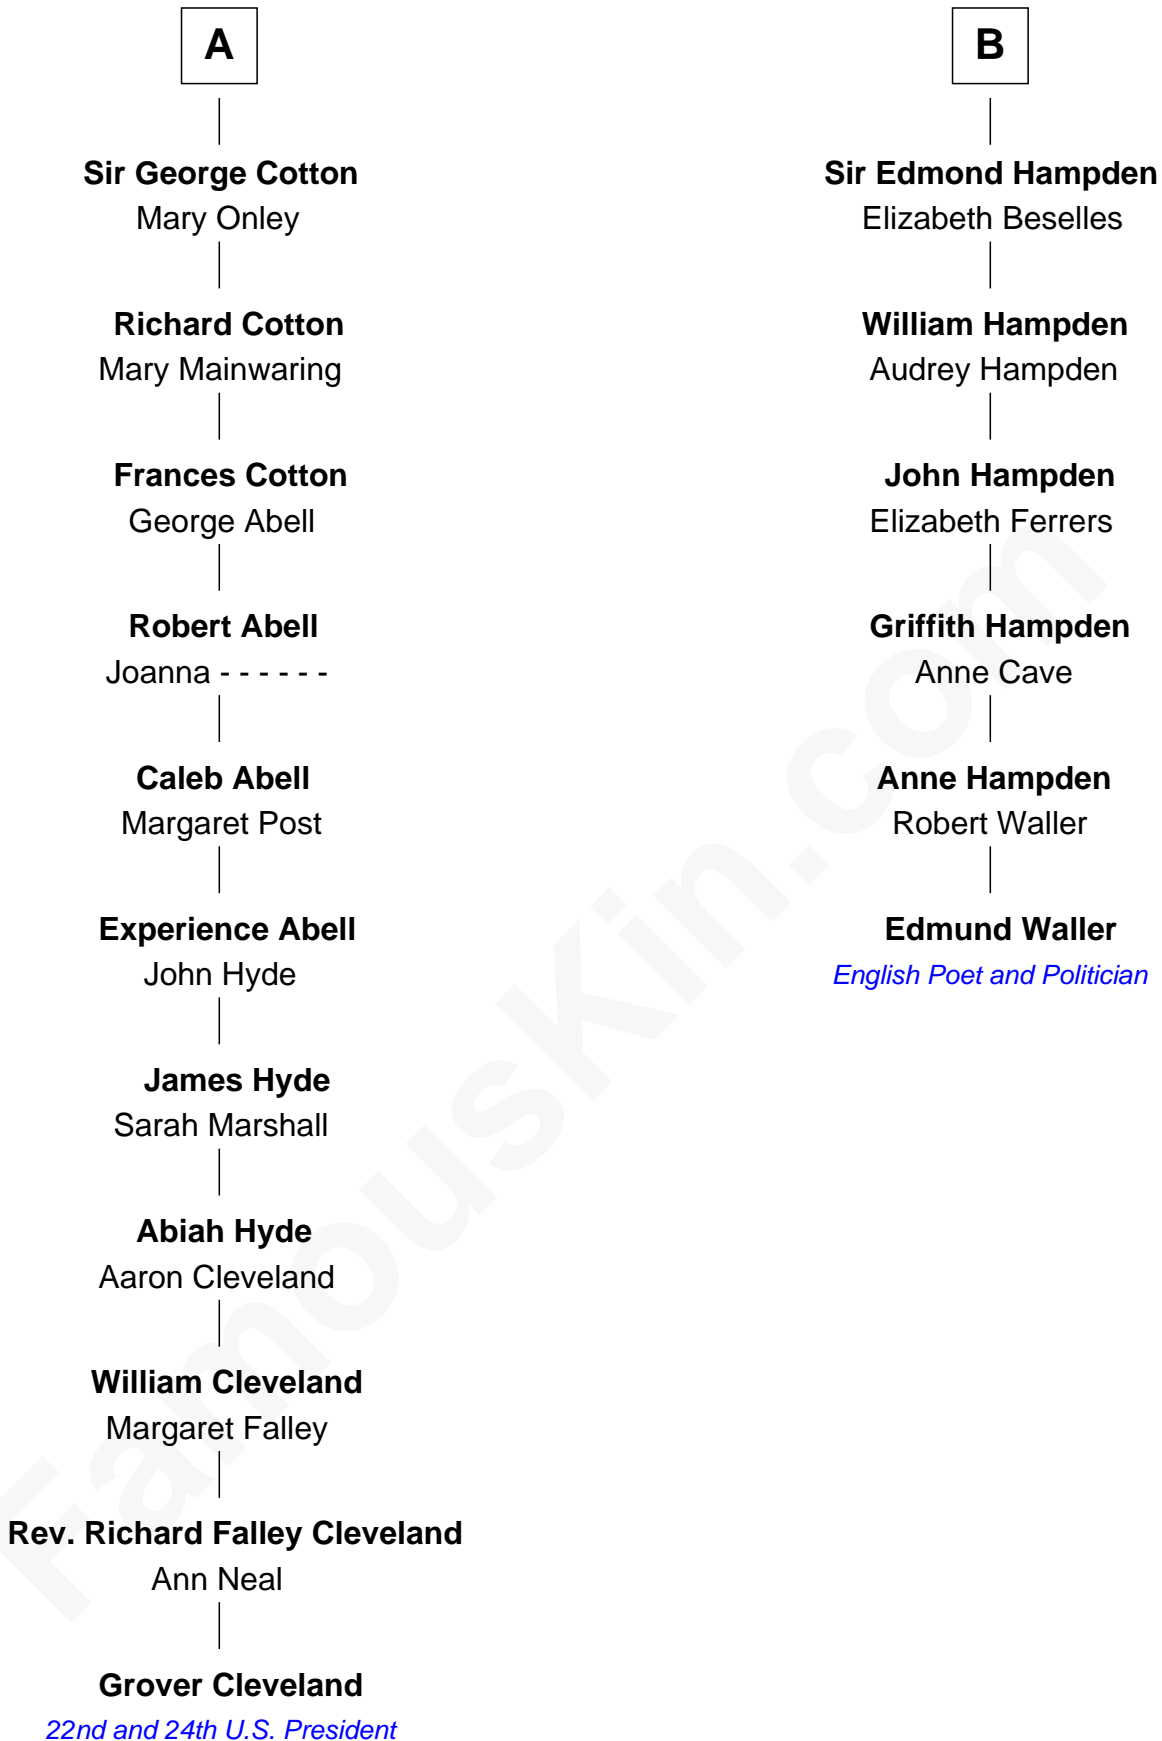 A
Sir George Cotton
Mary Onley
Richard Cotton
Mary Mainwaring
Frances Cotton
George Abell
Robert Abell
Joanna - - - - - -
Caleb Abell
Margaret Post
Experience Abell
John Hyde
James Hyde
Sarah Marshall
Abiah Hyde
Aaron Cleveland
William Cleveland
Margaret Falley
Rev. Richard Falley Cleveland
Ann Neal
Grover Cleveland
22nd and 24th U.S. President
B
Sir Edmond Hampden
Elizabeth Beselles
William Hampden
Audrey Hampden
John Hampden
Elizabeth Ferrers
Griffith Hampden
Anne Cave
Anne Hampden
Robert Waller
Edmund Waller
English Poet and Politician
FamousKin.com